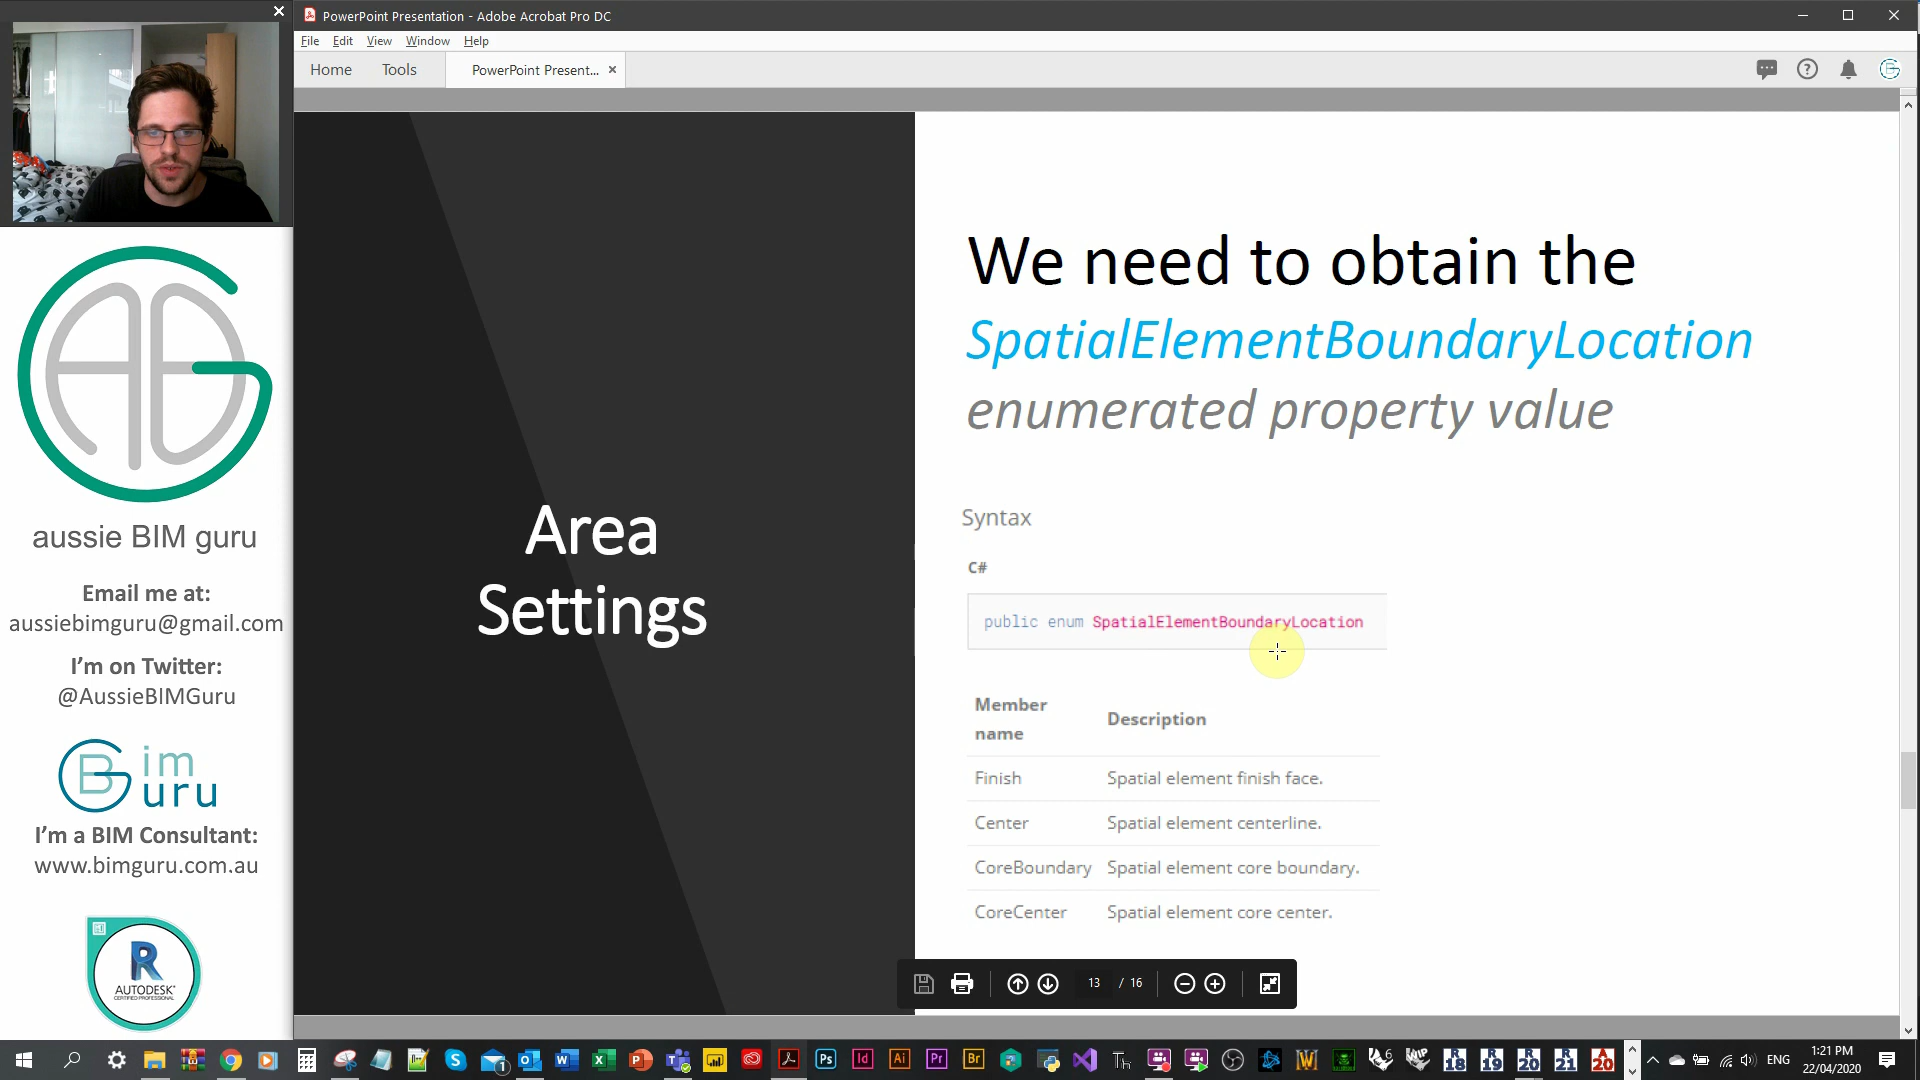 PowerPoint Presentation - Adobe Acrobat Pro DC
File Edit View Window Help
Home Tools PowerPoint Present...
aussie BIM guru
Email me at:
aussiebimguru@gmail.com
I'm on Twitter:
@AussieBIMGuru
BG im
uru
I'm a BIM Consultant:
www.bimguru.com.au
R
AUTODESK
CERTIFIED PROFESSIONAL
Area
Settings
We need to obtain the
SpatialElementBoundaryLocation
enumerated property value
Syntax
C#
public enum SpatialElementBoundaryLocation
Member name Description
Finish Spatial element finish face.
Center Spatial element centerline.
CoreBoundary Spatial element core boundary.
CoreCenter Spatial element core center.
13 / 16
ENG
1:21 PM
22/04/2020